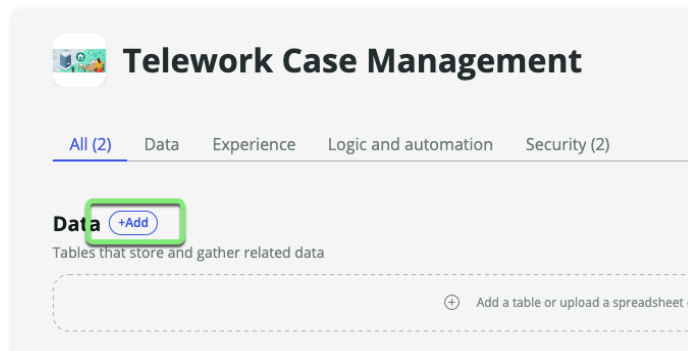 Telework Case Management
All (2) Data Experience Logic and automation Security (2)
Data +Add
Tables that store and gather related data
Add a table or upload a spreadsheet